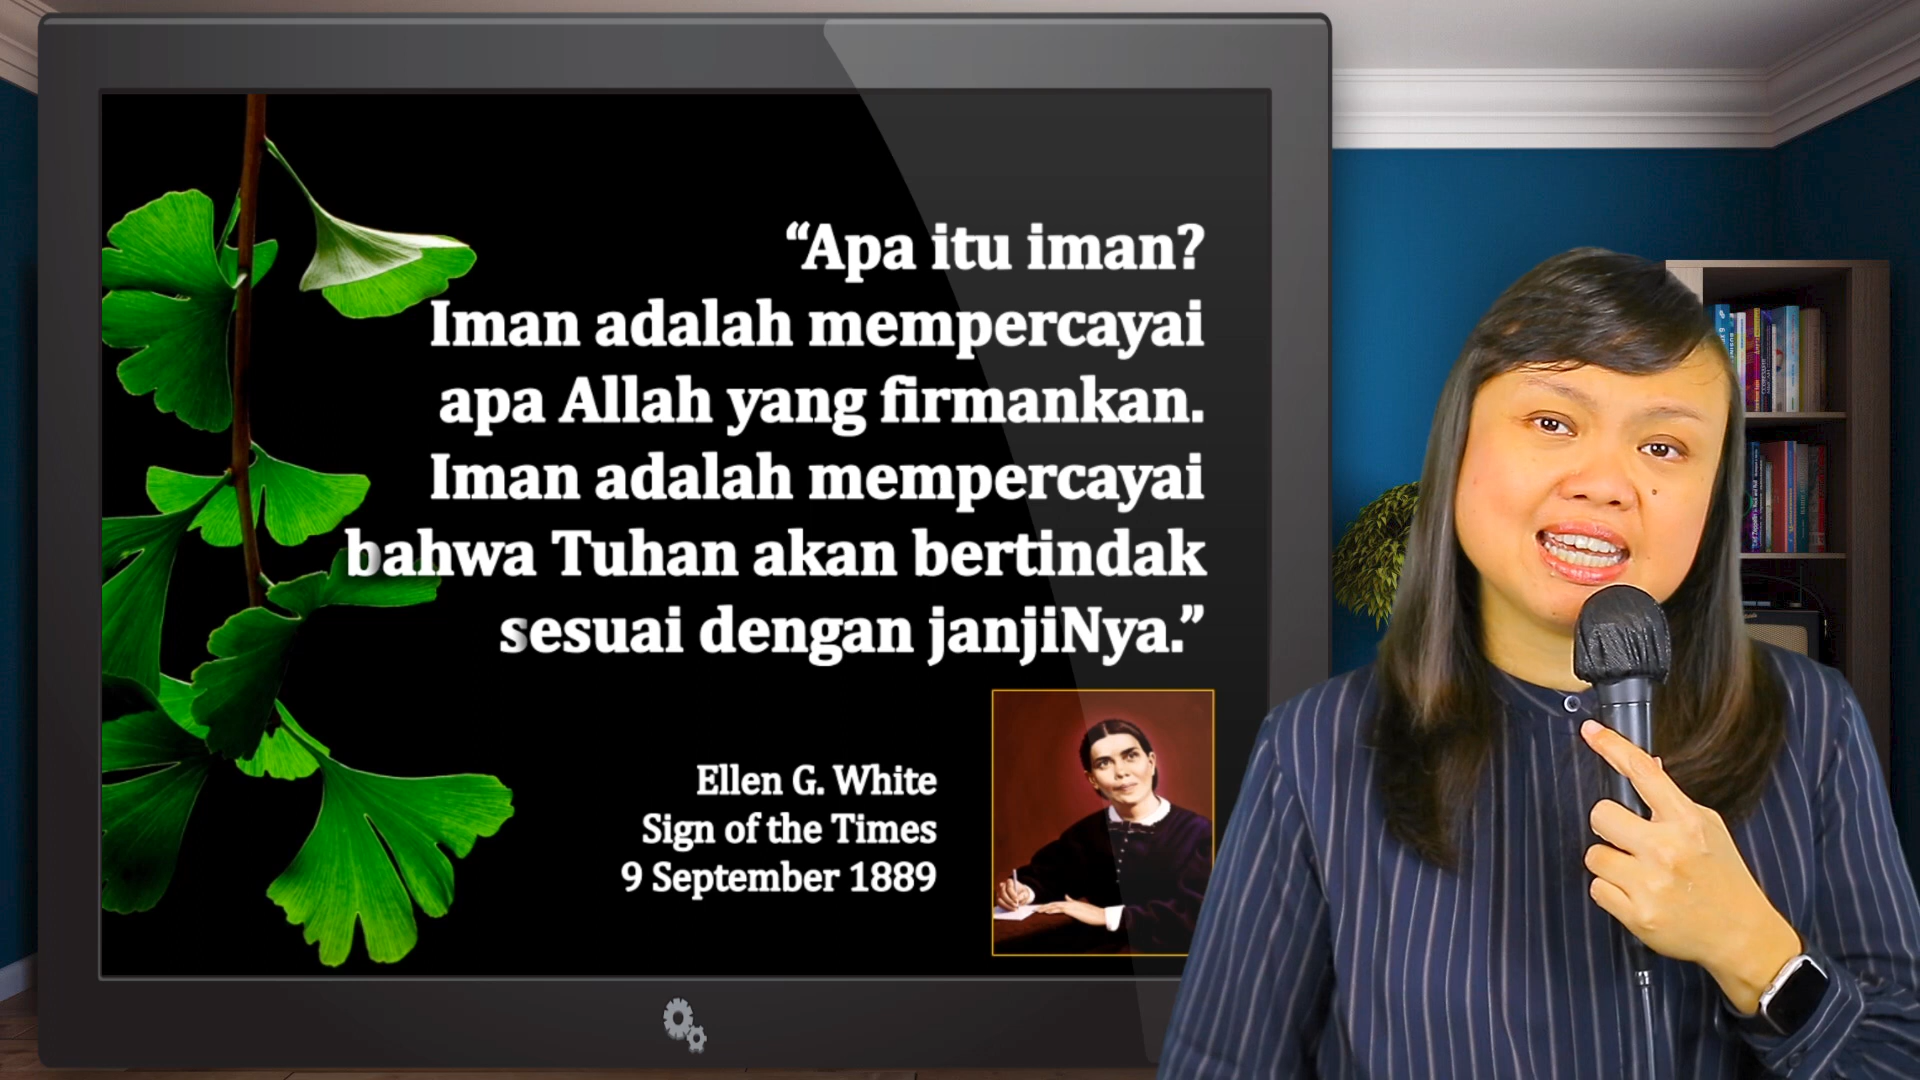 “Apa itu iman?
Iman adalah mempercayai
apa Allah yang firmankan.
Iman adalah mempercayai
bahwa Tuhan akan bertindak
sesuai dengan janjiNya.”
Ellen G. White
Sign of the Times
9 September 1889